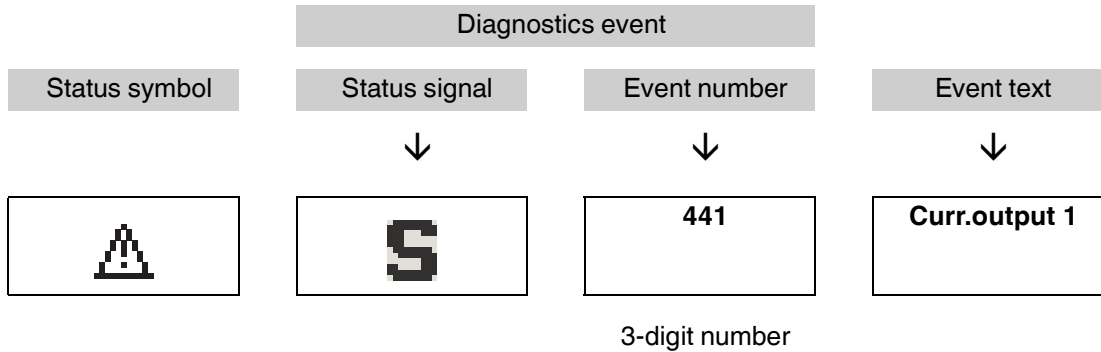 Diagnostics event
Status symbol Status signal Event number Event text
S 441 Curr.output 1
3-digit number